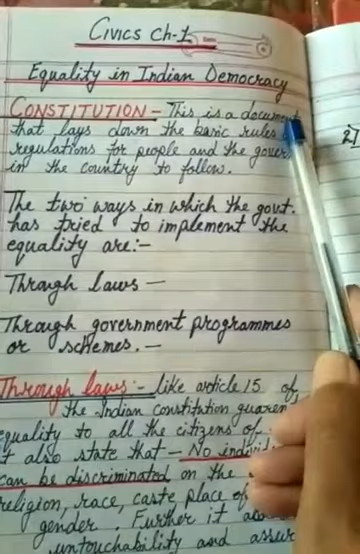 Civics Ch-1
Equality in Indian Democracy
CONSTITUTION - This is a document
that lays down the basic rules
regulations for people and the
in the country to follow.
The two ways in which the govt.
has tried to implement the
equality are:-
Through laws -
Through government programmes
or schemes. -
Through laws:- like article 15 of
the Indian constitution
equality to all the citizens of
also state that - No
can be discriminated on the
religion, race, caste place of
gender. Further it
untouchability and
27